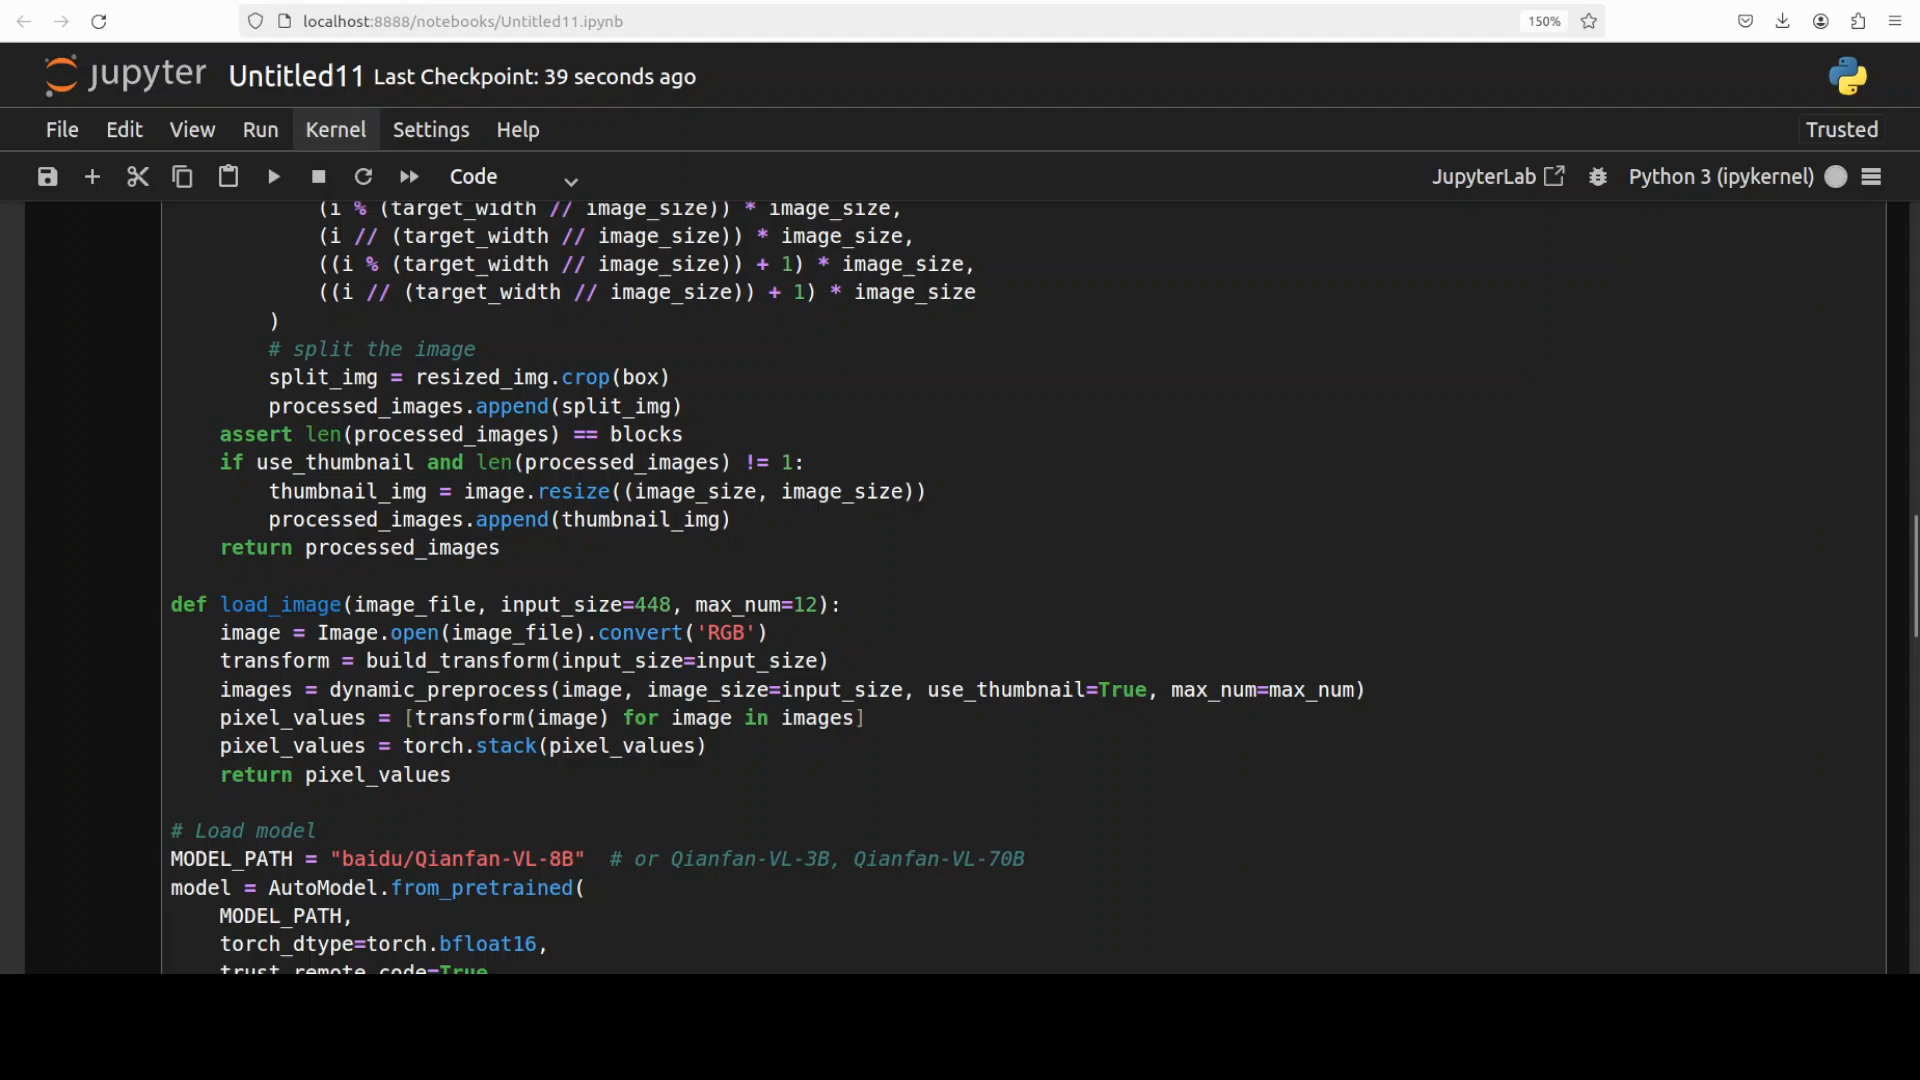 localhost:8888/notebooks/Untitled11.ipynb
150%
jupyter Untitled11 Last Checkpoint: 39 seconds ago
File Edit View Run Kernel Settings Help
Trusted
Code
JupyterLab
Python 3 (ipykernel)
(i % (target_width // image_size)) * image_size,
(i // (target_width // image_size)) * image_size,
((i % (target_width // image_size)) + 1) * image_size,
((i // (target_width // image_size)) + 1) * image_size
)
# split the image
split_img = resized_img.crop(box)
processed_images.append(split_img)
assert len(processed_images) == blocks
if use_thumbnail and len(processed_images) != 1:
thumbnail_img = image.resize((image_size, image_size))
processed_images.append(thumbnail_img)
return processed_images
def load_image(image_file, input_size=448, max_num=12):
image = Image.open(image_file).convert('RGB')
transform = build_transform(input_size=input_size)
images = dynamic_preprocess(image, image_size=input_size, use_thumbnail=True, max_num=max_num)
pixel_values = [transform(image) for image in images]
pixel_values = torch.stack(pixel_values)
return pixel_values
# Load model
MODEL_PATH = "baidu/Qianfan-VL-8B"  # or Qianfan-VL-3B, Qianfan-VL-70B
model = AutoModel.from_pretrained(
MODEL_PATH,
torch_dtype=torch.bfloat16,
trust_remote_code=True